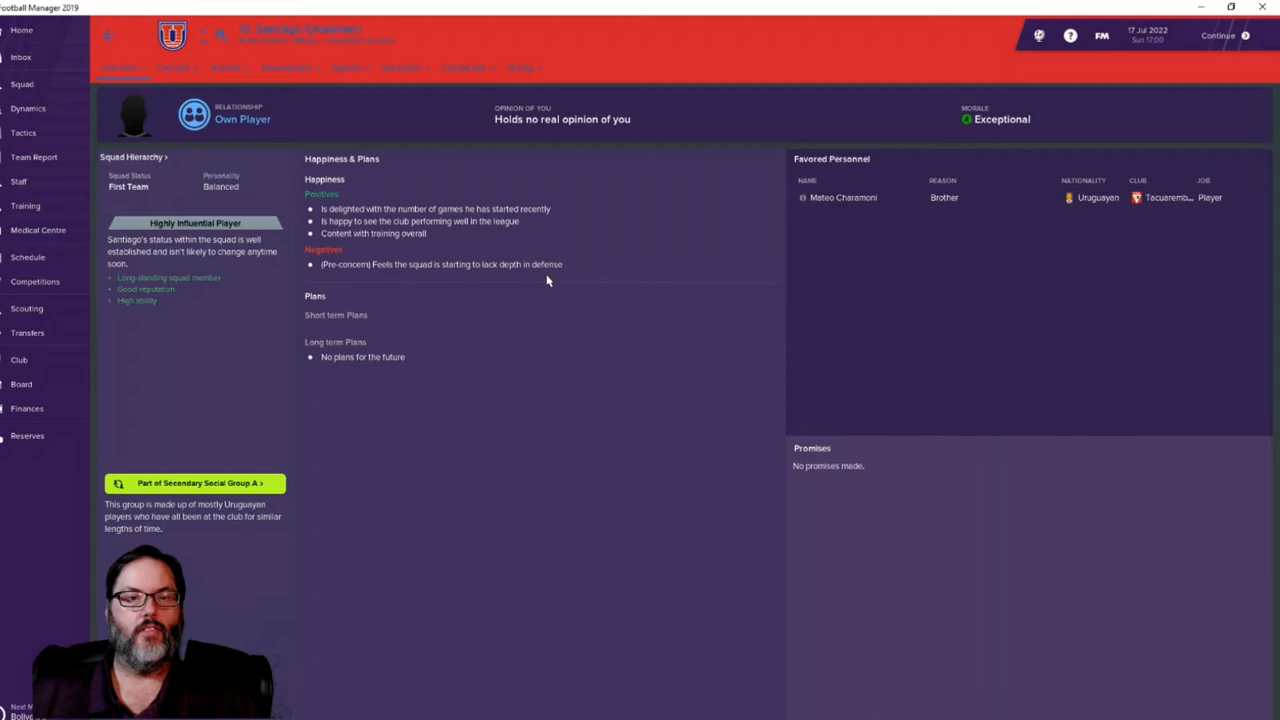 Football Manager 2019
Home
Inbox
Squad
Dynamics
Tactics
Team Report
Staff
Training
Medical Centre
Schedule
Competitions
Scouting
Transfers
Club
Board
Finances
Reserves
Next M
Boliv
10. Santiago Charamoni
17 Jul 2022
Sun 17:00
FM
Continue
RELATIONSHIP
Own Player
OPINION OF YOU
Holds no real opinion of you
MORALE
Exceptional
Squad Hierarchy >
Squad Status
First Team
Personality
Balanced
Highly Influential Player
Santiago's status within the squad is well
established and isn't likely to change anytime
soon.
+ Long-standing squad member
+ Good reputation
+ High ability
Part of Secondary Social Group A >
This group is made up of mostly Uruguayan
players who have all been at the club for similar
lengths of time.
Happiness & Plans
Happiness
Positives
• Is delighted with the number of games he has started recently
• Is happy to see the club performing well in the league
• Content with training overall
Negatives
• (Pre-concern) Feels the squad is starting to lack depth in defense
Plans
Short term Plans
Long term Plans
• No plans for the future
Favored Personnel
NAME REASON NATIONALITY CLUB JOB
Mateo Charamoni Brother Uruguayan Tacuaremb... Player
Promises
No promises made.